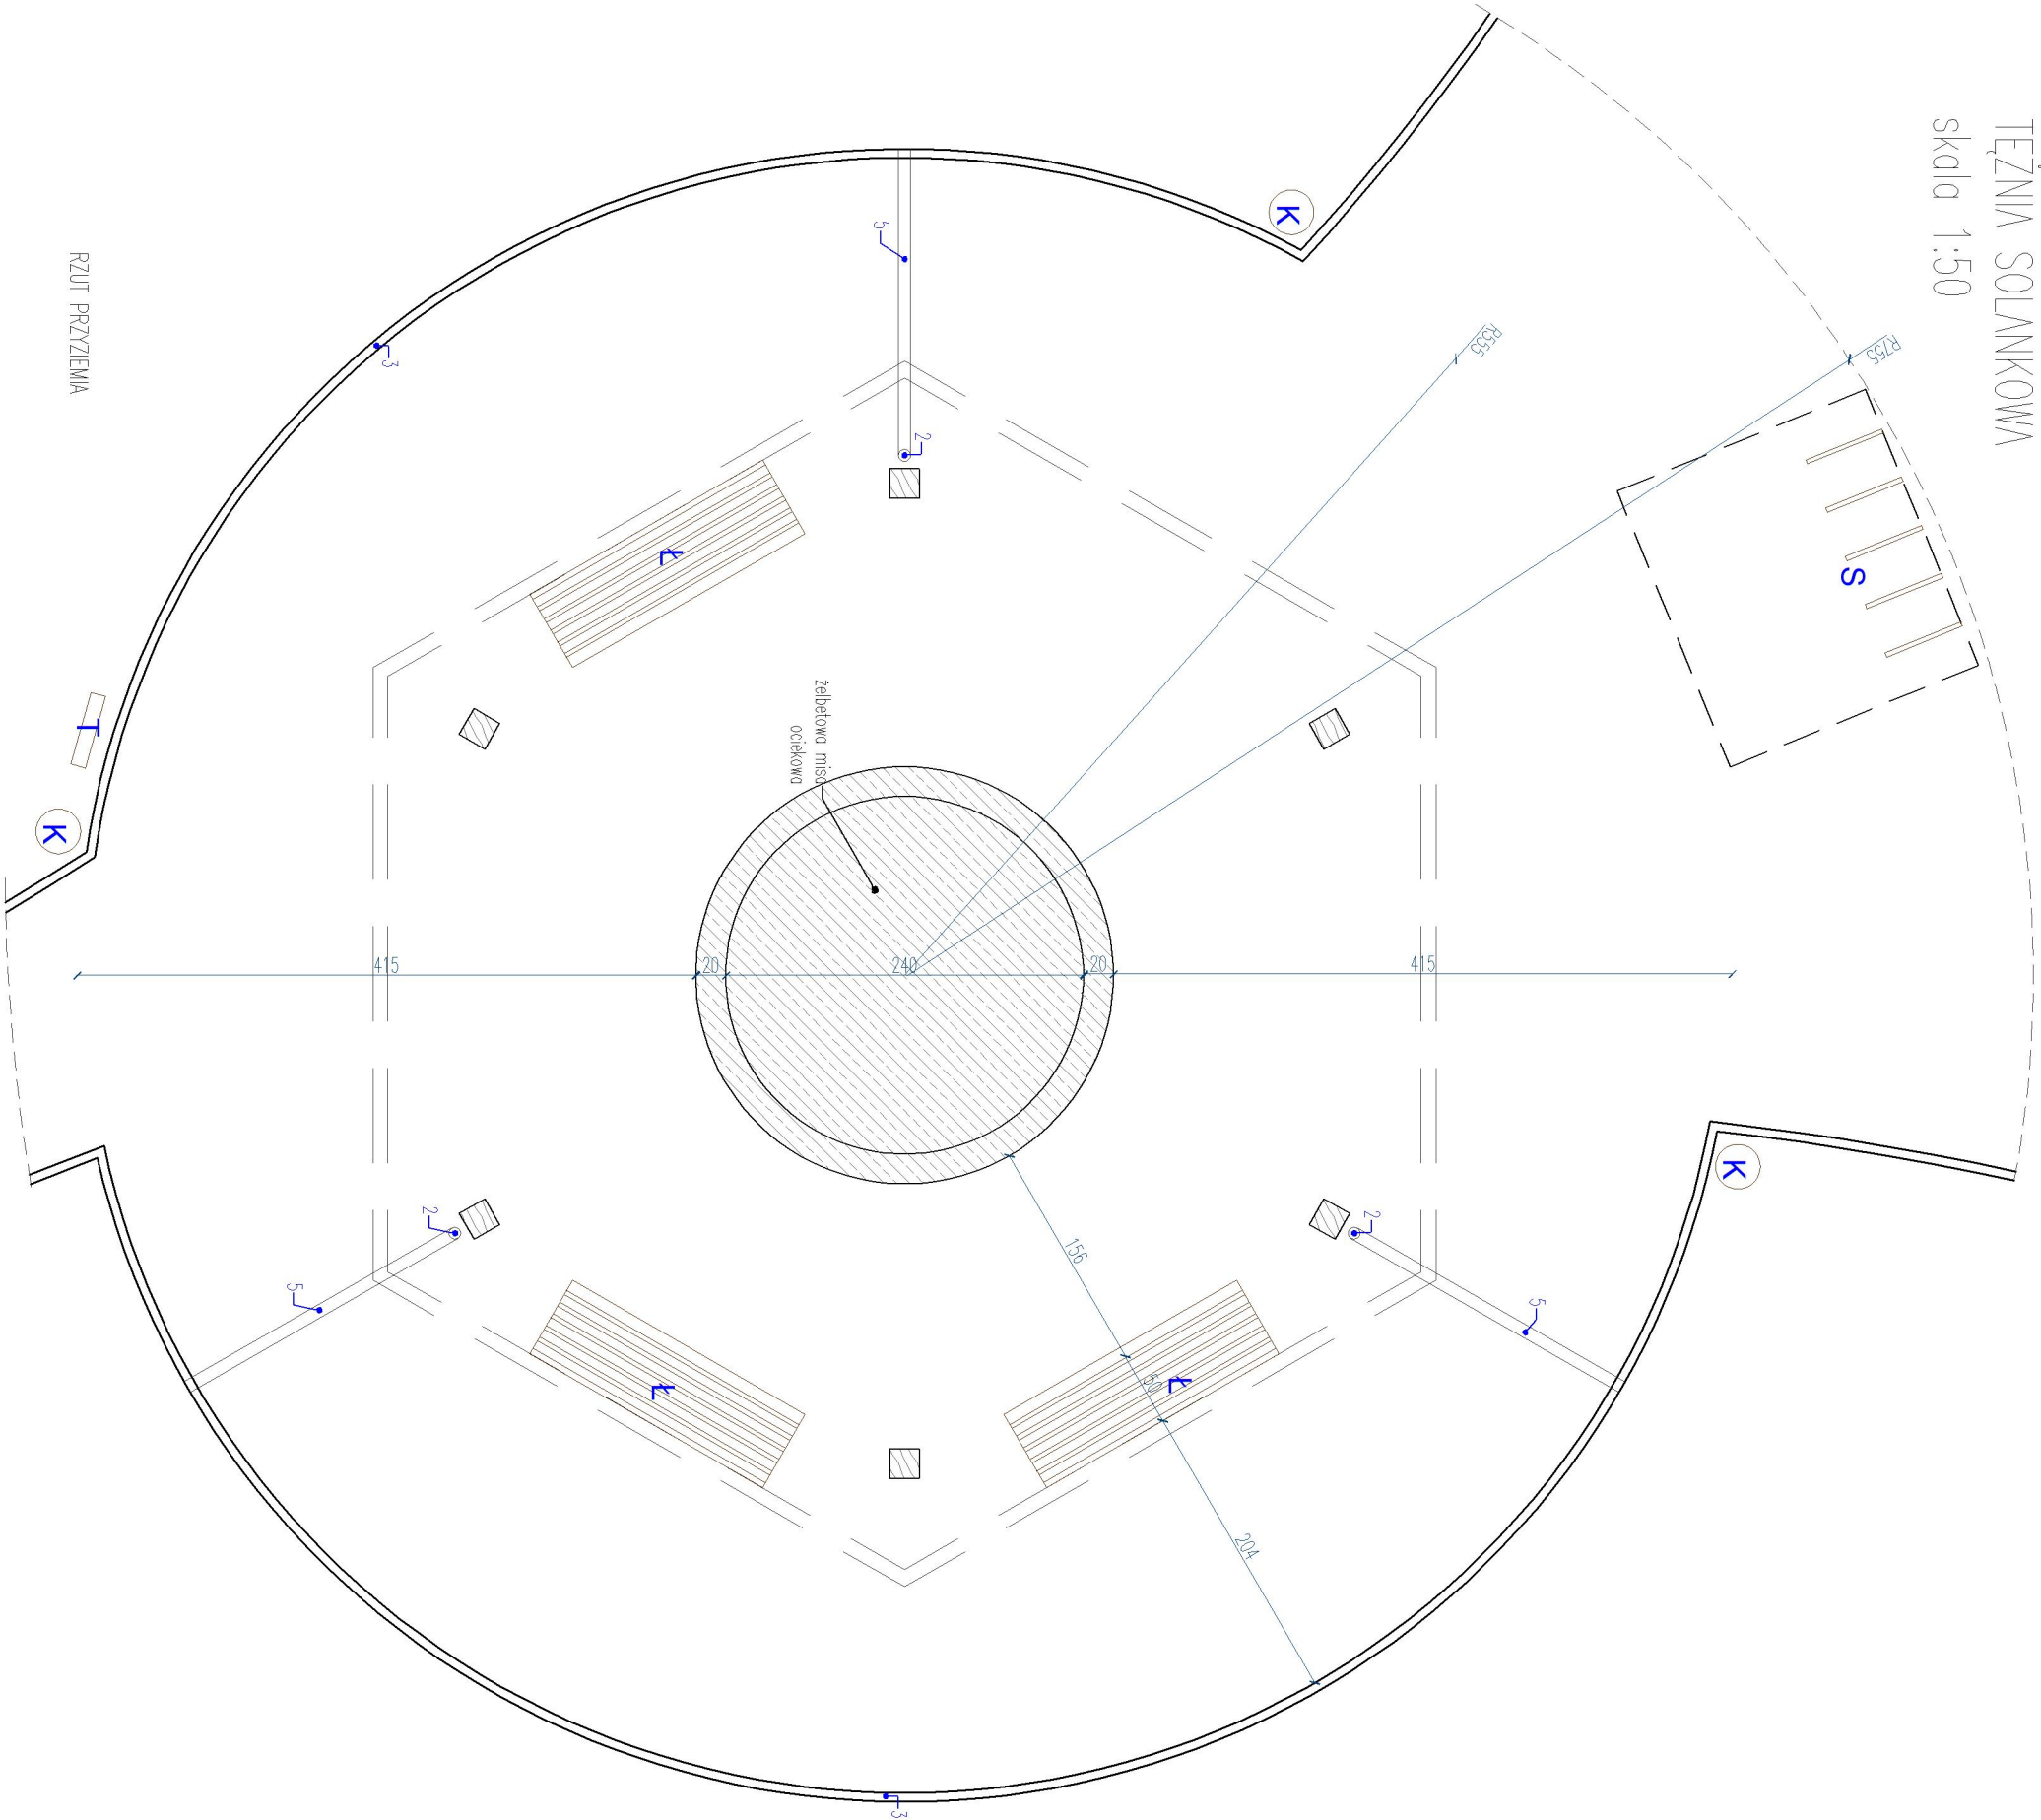 TĘŻNIA SOLANKOWA
skala 1:50
RZUT PRZYZIEMIA
R555
R755
K
S
5
3
2
Ł
żelbetowa misa
ociekowa
T
K
415
20
240
20
415
K
2
5
2
5
156
50
204
Ł
Ł
3